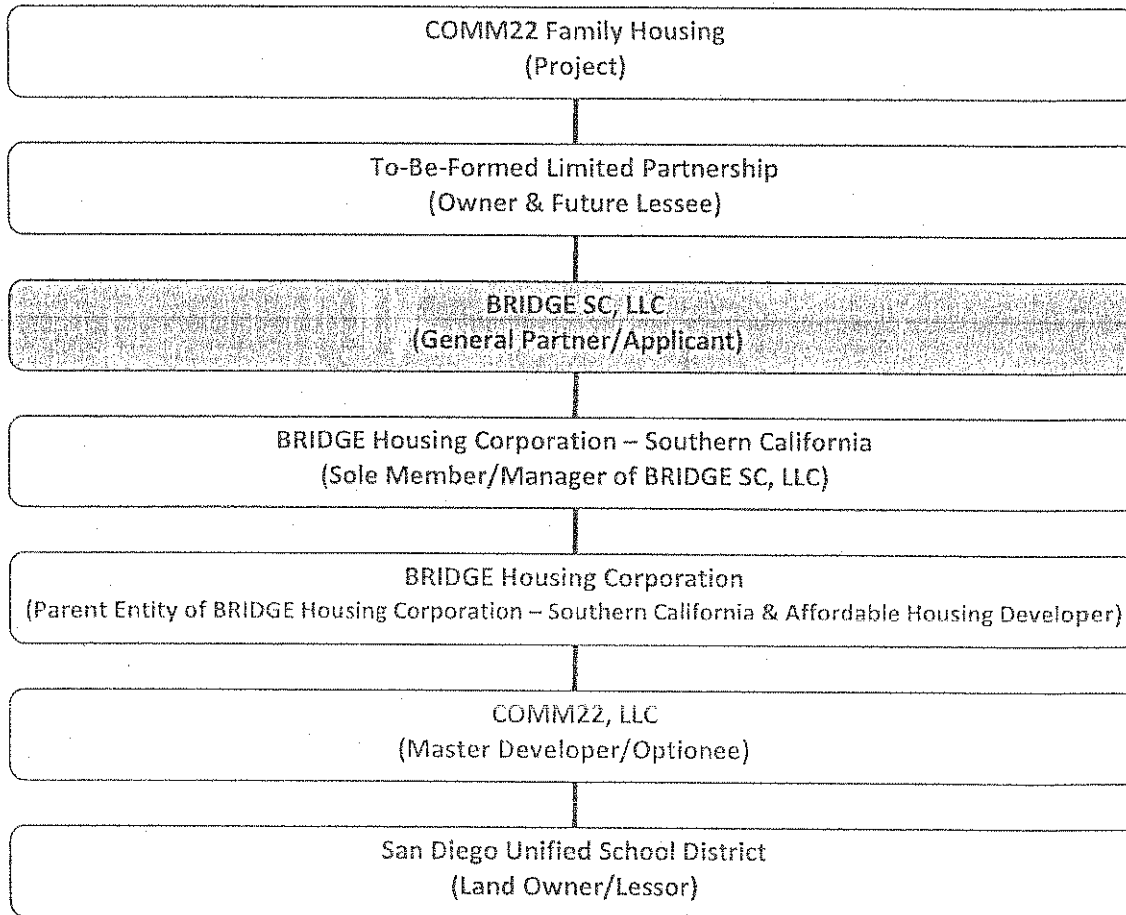 COMM22 Family Housing
(Project)
To-Be-Formed Limited Partnership
(Owner & Future Lessee)
BRIDGE SC, LLC
(General Partner/Applicant)
BRIDGE Housing Corporation – Southern California
(Sole Member/Manager of BRIDGE SC, LLC)
BRIDGE Housing Corporation
(Parent Entity of BRIDGE Housing Corporation – Southern California & Affordable Housing Developer)
COMM22, LLC
(Master Developer/Optionee)
San Diego Unified School District
(Land Owner/Lessor)